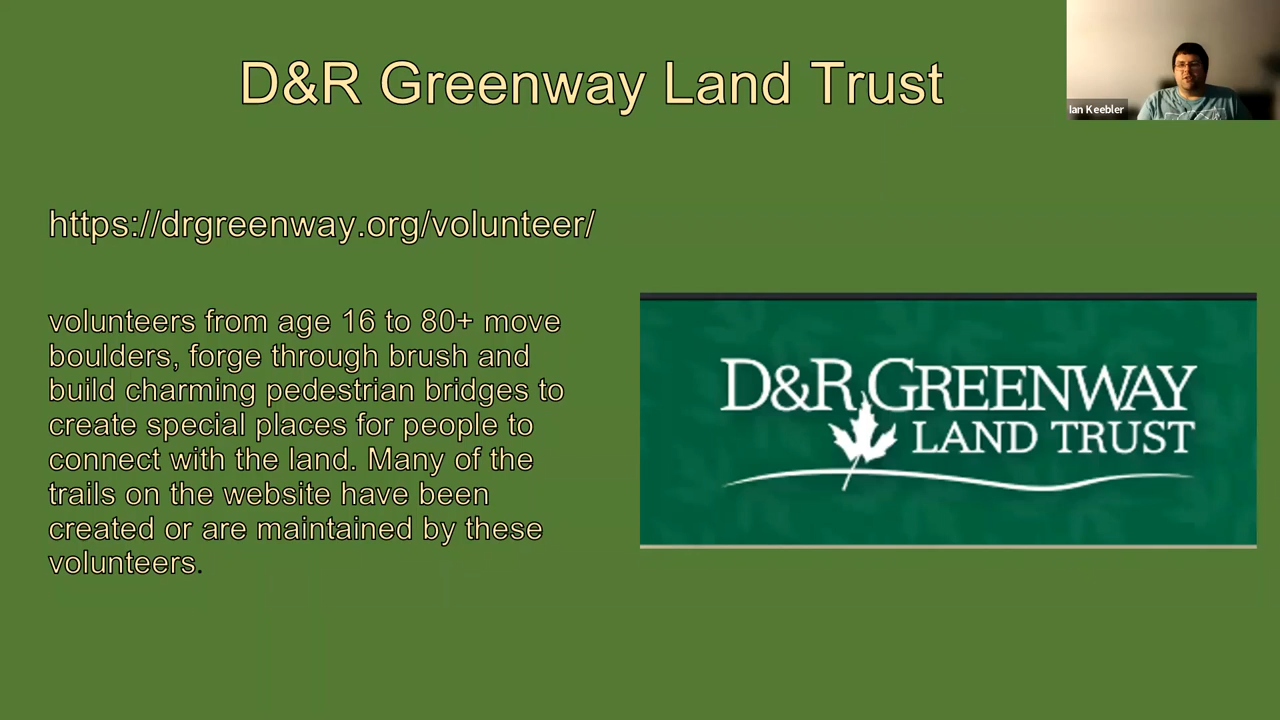 D&R Greenway Land Trust
Ian Keebler
https://drgreenway.org/volunteer/
volunteers from age 16 to 80+ move
boulders, forge through brush and
build charming pedestrian bridges to
create special places for people to
connect with the land. Many of the
trails on the website have been
created or are maintained by these
volunteers.
D&R GREENWAY
LAND TRUST